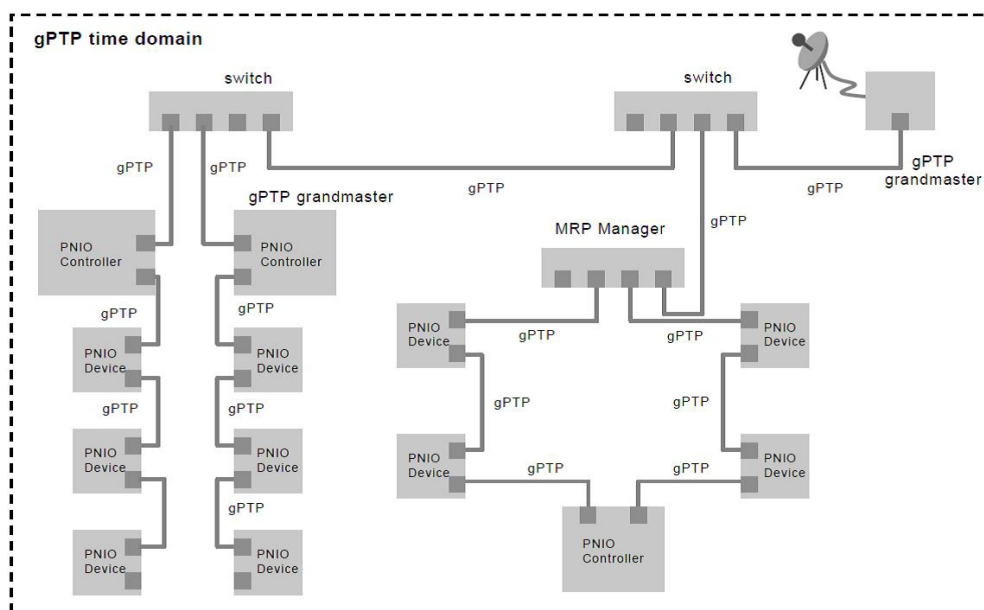 gPTP time domain
switch
switch
gPTP
gPTP
gPTP
gPTP
gPTP
grandmaster
gPTP grandmaster
gPTP
MRP Manager
PNIO
Controller
PNIO
Controller
gPTP
gPTP
PNIO
Device
gPTP
gPTP
PNIO
Device
PNIO
Device
PNIO
Device
gPTP
gPTP
gPTP
gPTP
PNIO
Device
PNIO
Device
PNIO
Device
PNIO
Device
gPTP
gPTP
gPTP
PNIO
Device
PNIO
Device
PNIO
Controller